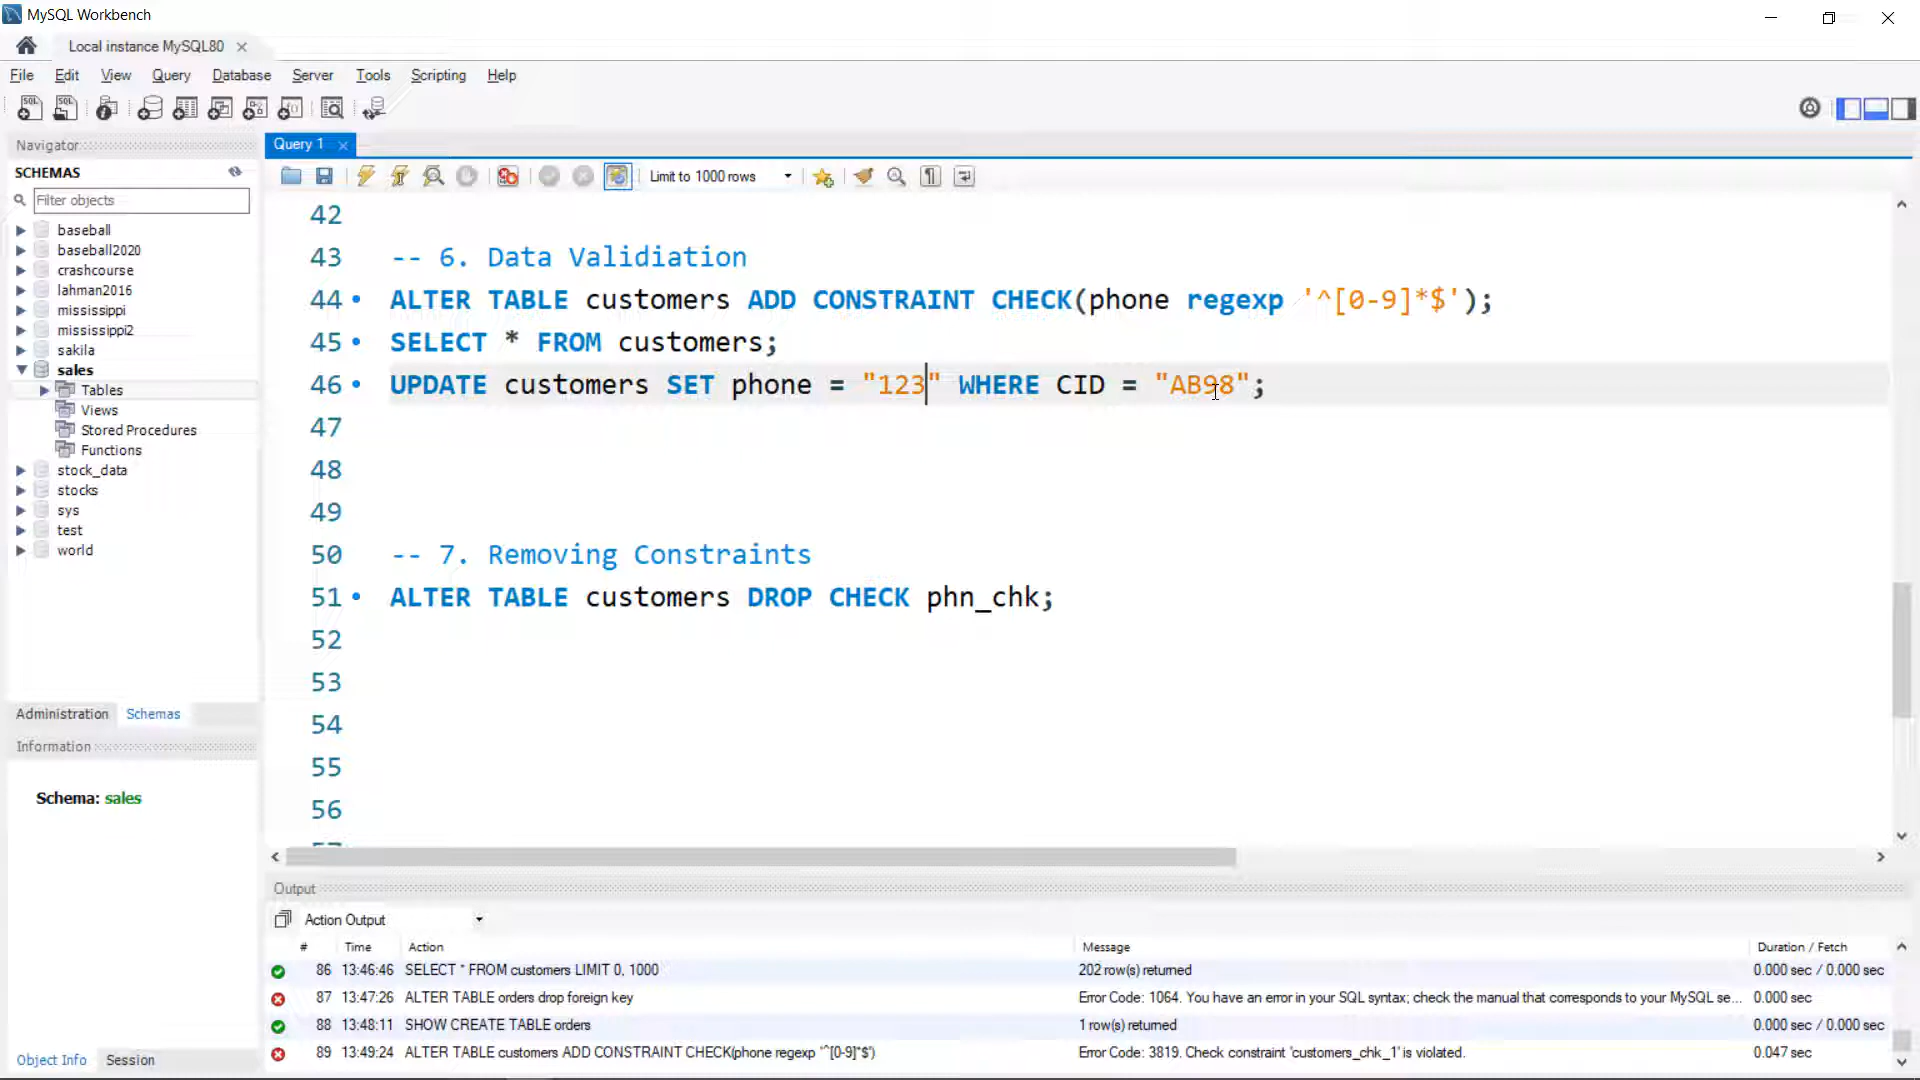 MySQL Workbench
Local instance MySQL80
File Edit View Query Database Server Tools Scripting Help
Navigator
SCHEMAS
Filter objects
baseball
baseball2020
crashcourse
lahman2016
mississippi
mississippi2
sakila
sales
Tables
Views
Stored Procedures
Functions
stock_data
stocks
sys
test
world
Administration Schemas
Information
Schema: sales
Object Info Session
Query 1
Limit to 1000 rows
42
43 -- 6. Data Validiation
44 ALTER TABLE customers ADD CONSTRAINT CHECK(phone regexp '^[0-9]*$');
45 SELECT * FROM customers;
46 UPDATE customers SET phone = "123" WHERE CID = "AB98";
47
48
49
50 -- 7. Removing Constraints
51 ALTER TABLE customers DROP CHECK phn_chk;
52
53
54
55
56
Output
Action Output
# Time Action Message Duration / Fetch
86 13:46:46 SELECT * FROM customers LIMIT 0, 1000 202 row(s) returned 0.000 sec / 0.000 sec
87 13:47:26 ALTER TABLE orders drop foreign key Error Code: 1064. You have an error in your SQL syntax; check the manual that corresponds to your MySQL se... 0.000 sec
88 13:48:11 SHOW CREATE TABLE orders 1 row(s) returned 0.000 sec / 0.000 sec
89 13:49:24 ALTER TABLE customers ADD CONSTRAINT CHECK(phone regexp '^[0-9]*$') Error Code: 3819. Check constraint 'customers_chk_1' is violated. 0.047 sec